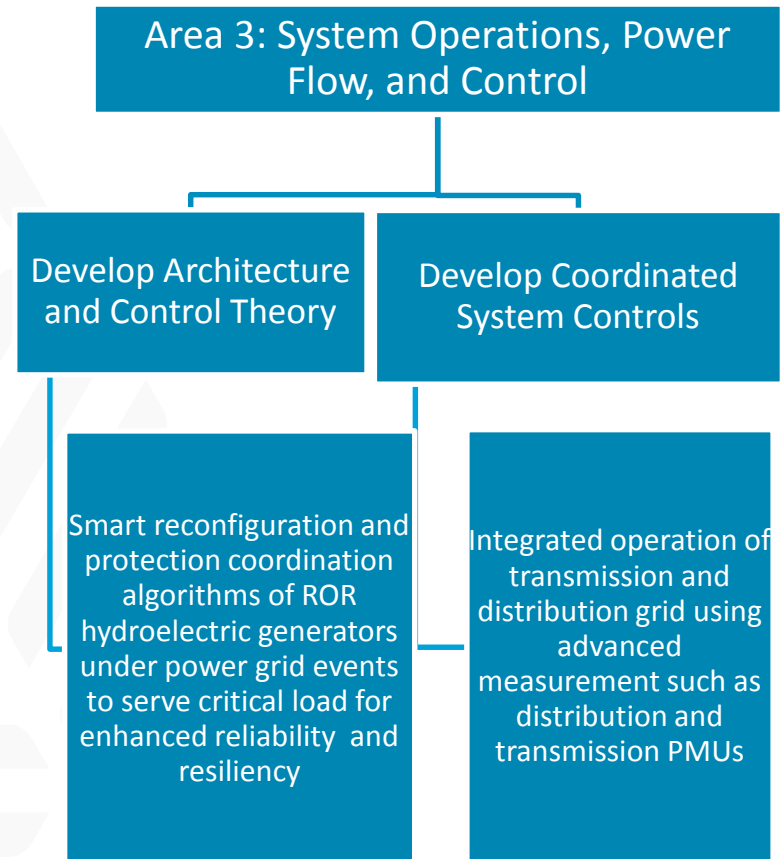 Area 3: System Operations, Power
Flow, and Control
Develop Architecture
and Control Theory
Develop Coordinated
System Controls
Smart reconfiguration and
protection coordination
algorithms of ROR
hydroelectric generators
under power grid events
to serve critical load for
enhanced reliability and
resiliency
Integrated operation of
transmission and
distribution grid using
advanced
measurement such as
distribution and
transmission PMUs